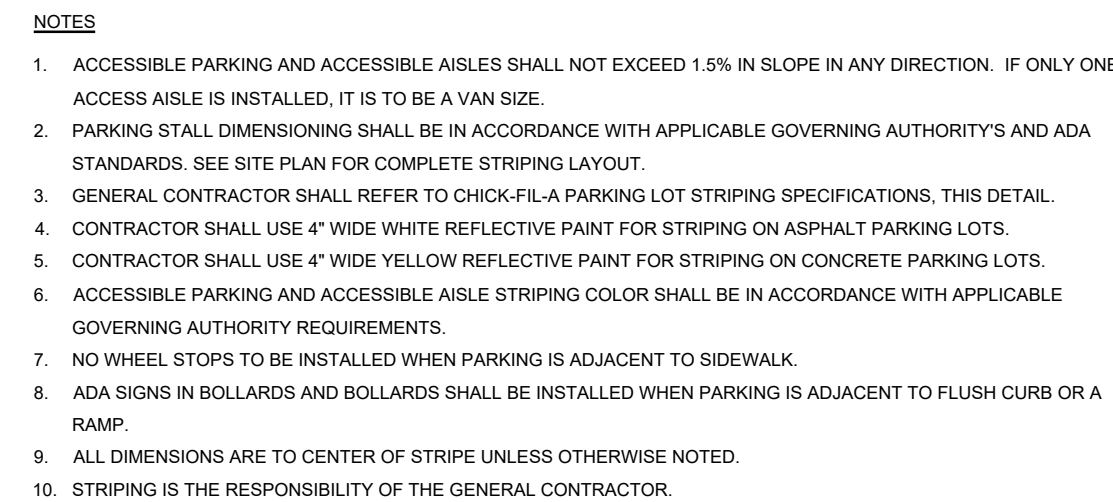 NOTES
1. ACCESSIBLE PARKING AND ACCESSIBLE AISLES SHALL NOT EXCEED 1.5% IN SLOPE IN ANY DIRECTION. IF ONLY ONE
ACCESS AISLE IS INSTALLED, IT IS TO BE A VAN SIZE.
2. PARKING STALL DIMENSIONING SHALL BE IN ACCORDANCE WITH APPLICABLE GOVERNING AUTHORITY'S AND ADA
STANDARDS. SEE SITE PLAN FOR COMPLETE STRIPING LAYOUT.
3. GENERAL CONTRACTOR SHALL REFER TO CHICK-FIL-A PARKING LOT STRIPING SPECIFICATIONS, THIS DETAIL.
4. CONTRACTOR SHALL USE 4" WIDE WHITE REFLECTIVE PAINT FOR STRIPING ON ASPHALT PARKING LOTS.
5. CONTRACTOR SHALL USE 4" WIDE YELLOW REFLECTIVE PAINT FOR STRIPING ON CONCRETE PARKING LOTS.
6. ACCESSIBLE PARKING AND ACCESSIBLE AISLE STRIPING COLOR SHALL BE IN ACCORDANCE WITH APPLICABLE
GOVERNING AUTHORITY REQUIREMENTS.
7. NO WHEEL STOPS TO BE INSTALLED WHEN PARKING IS ADJACENT TO SIDEWALK.
8. ADA SIGNS IN BOLLARDS AND BOLLARDS SHALL BE INSTALLED WHEN PARKING IS ADJACENT TO FLUSH CURB OR A
RAMP.
9. ALL DIMENSIONS ARE TO CENTER OF STRIPE UNLESS OTHERWISE NOTED.
10. STRIPING IS THE RESPONSIBILITY OF THE GENERAL CONTRACTOR.